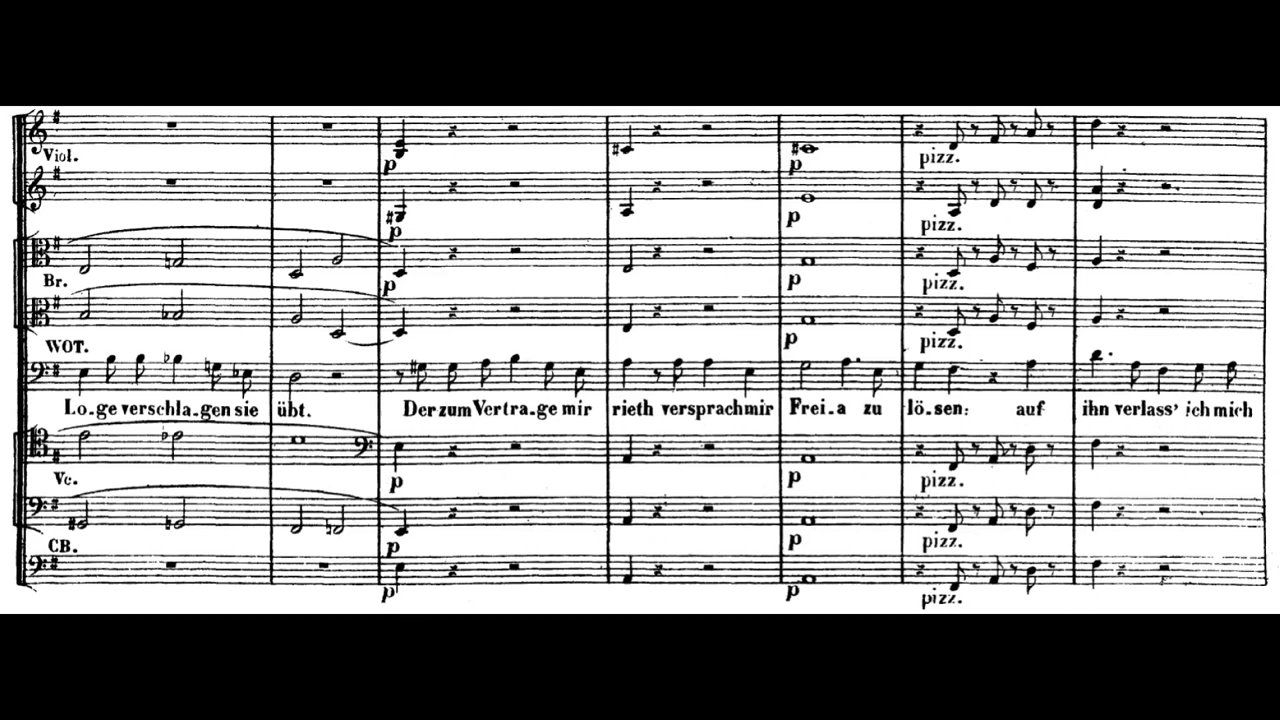 Viol.
p
p
p
p
pizz.
p
pizz.
Br.
p
p
pizz.
p
pizz.
WOT.
Lo-ge verschla-gen sie übt. Der zum Vertra-ge mir rieth versprach mir Frei-a zu lö-sen: auf ihn verlass' ich mich
Vc.
p
p
pizz.
p
p
pizz.
CB.
p
p
pizz.